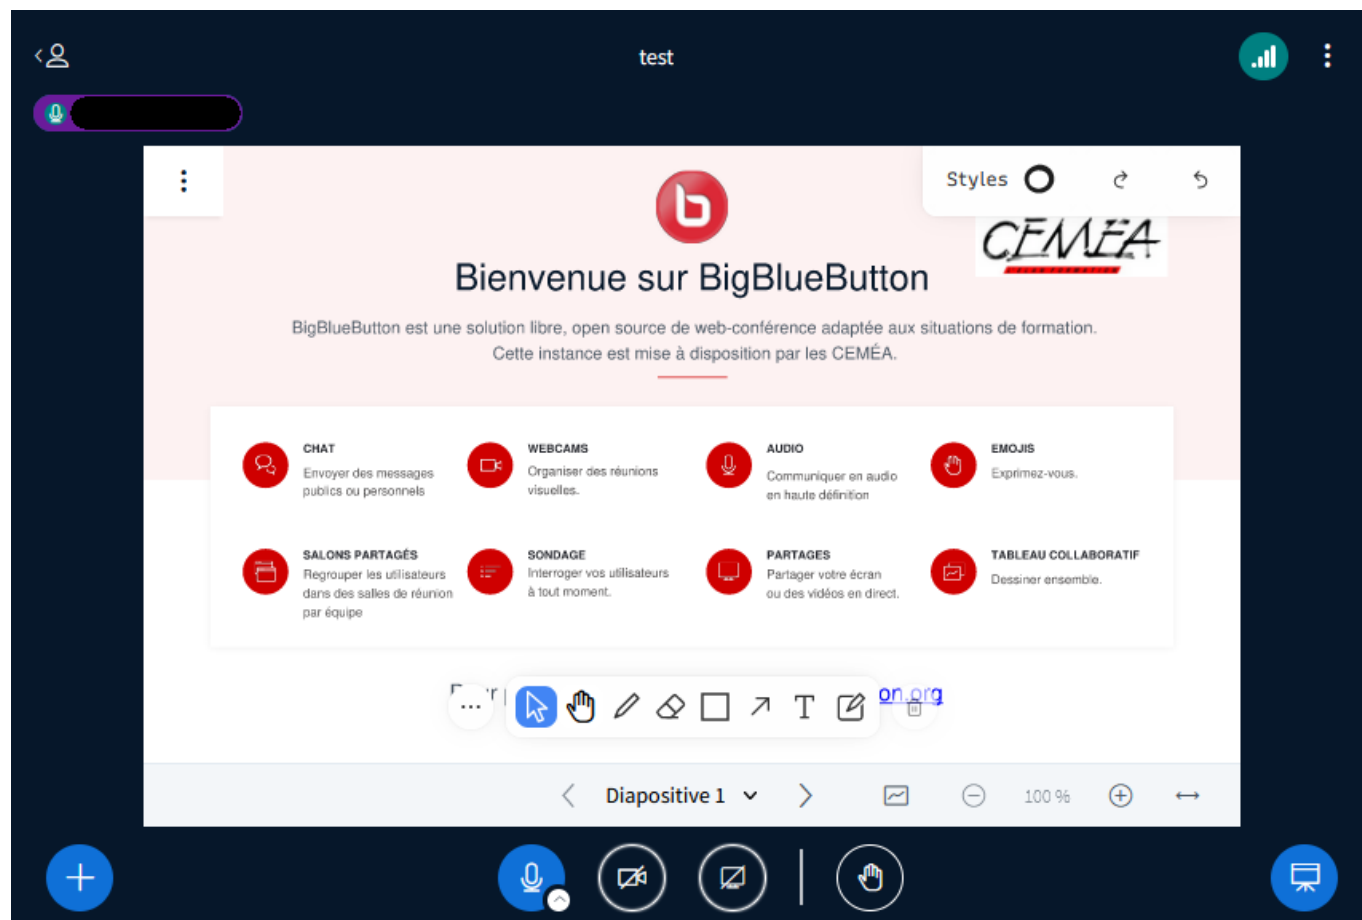 test
Styles
CEMÉA
Bienvenue sur BigBlueButton
BigBlueButton est une solution libre, open source de web-conférence adaptée aux situations de formation.
Cette instance est mise à disposition par les CEMÉA.
CHAT
Envoyer des messages
publics ou personnels
WEBCAMS
Organiser des réunions
visuelles.
AUDIO
Communiquer en audio
en haute définition
EMOJIS
Exprimez-vous.
SALONS PARTAGÉS
Regrouper les utilisateurs
dans des salles de réunion
par équipe
SONDAGE
Interroger vos utilisateurs
à tout moment.
PARTAGES
Partager votre écran
ou des vidéos en direct.
TABLEAU COLLABORATIF
Dessiner ensemble.
on.org
T
Diapositive 1
100 %